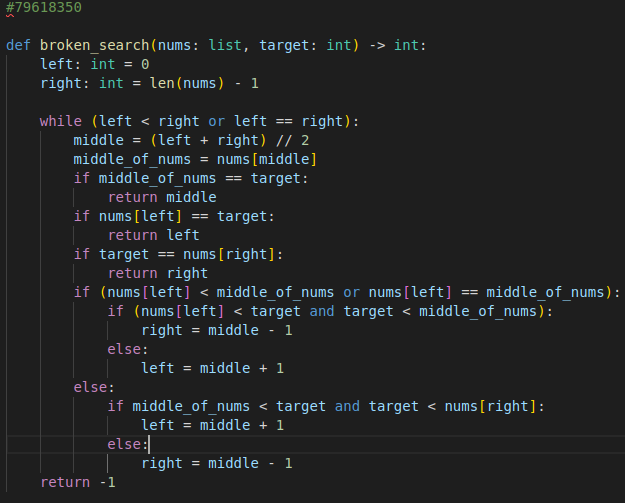 #79618350
def broken_search(nums: list, target: int) -> int:
    left: int = 0
    right: int = len(nums) - 1
    while (left < right or left == right):
        middle = (left + right) // 2
        middle_of_nums = nums[middle]
        if middle_of_nums == target:
            return middle
        if nums[left] == target:
            return left
        if target == nums[right]:
            return right
        if (nums[left] < middle_of_nums or nums[left] == middle_of_nums):
            if (nums[left] < target and target < middle_of_nums):
                right = middle - 1
            else:
                left = middle + 1
        else:
            if middle_of_nums < target and target < nums[right]:
                left = middle + 1
            else:
                right = middle - 1
    return -1